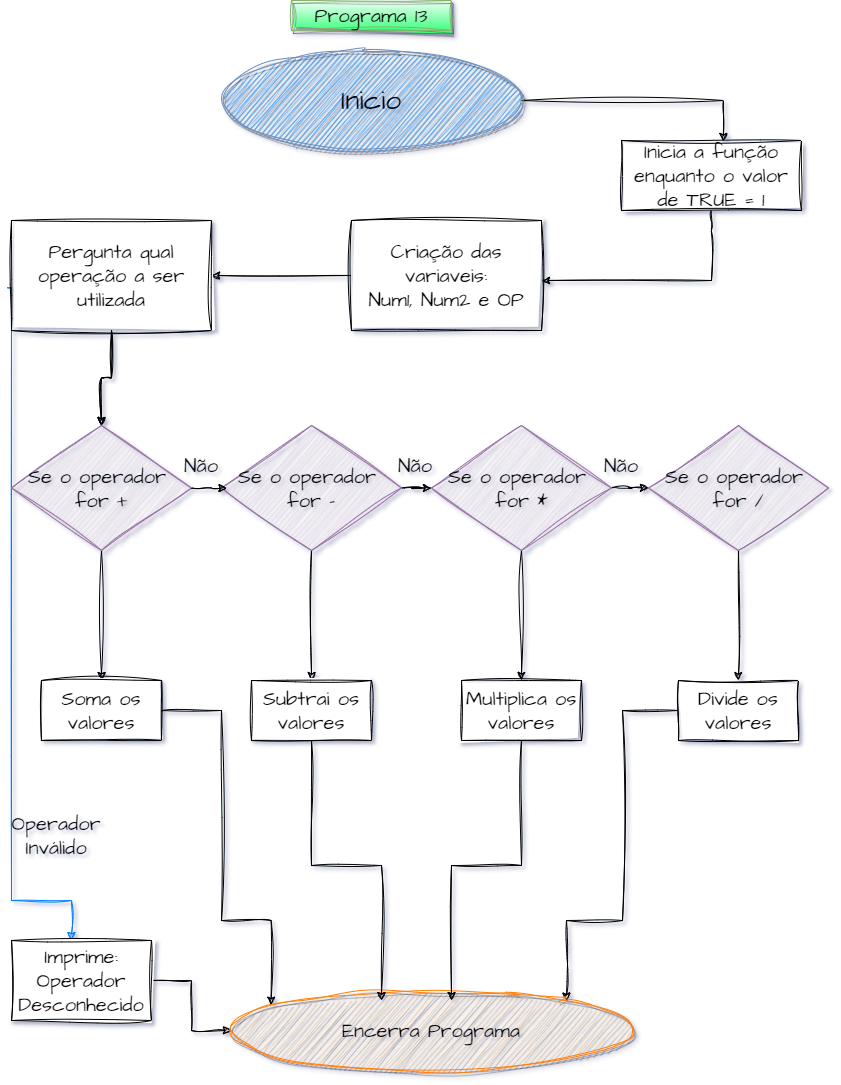 Programa 13
Inicio
Inicia a função
enquanto o valor
de TRUE = 1
Pergunta qual
operação a ser
utilizada
Criação das
variaveis:
Num1, Num2 e OP
Se o operador
for +
Não
Se o operador
for -
Não
Se o operador
for *
Não
Se o operador
for /
Soma os
valores
Subtrai os
valores
Multiplica os
valores
Divide os
valores
Operador
Inválido
Imprime:
Operador
Desconhecido
Encerra Programa